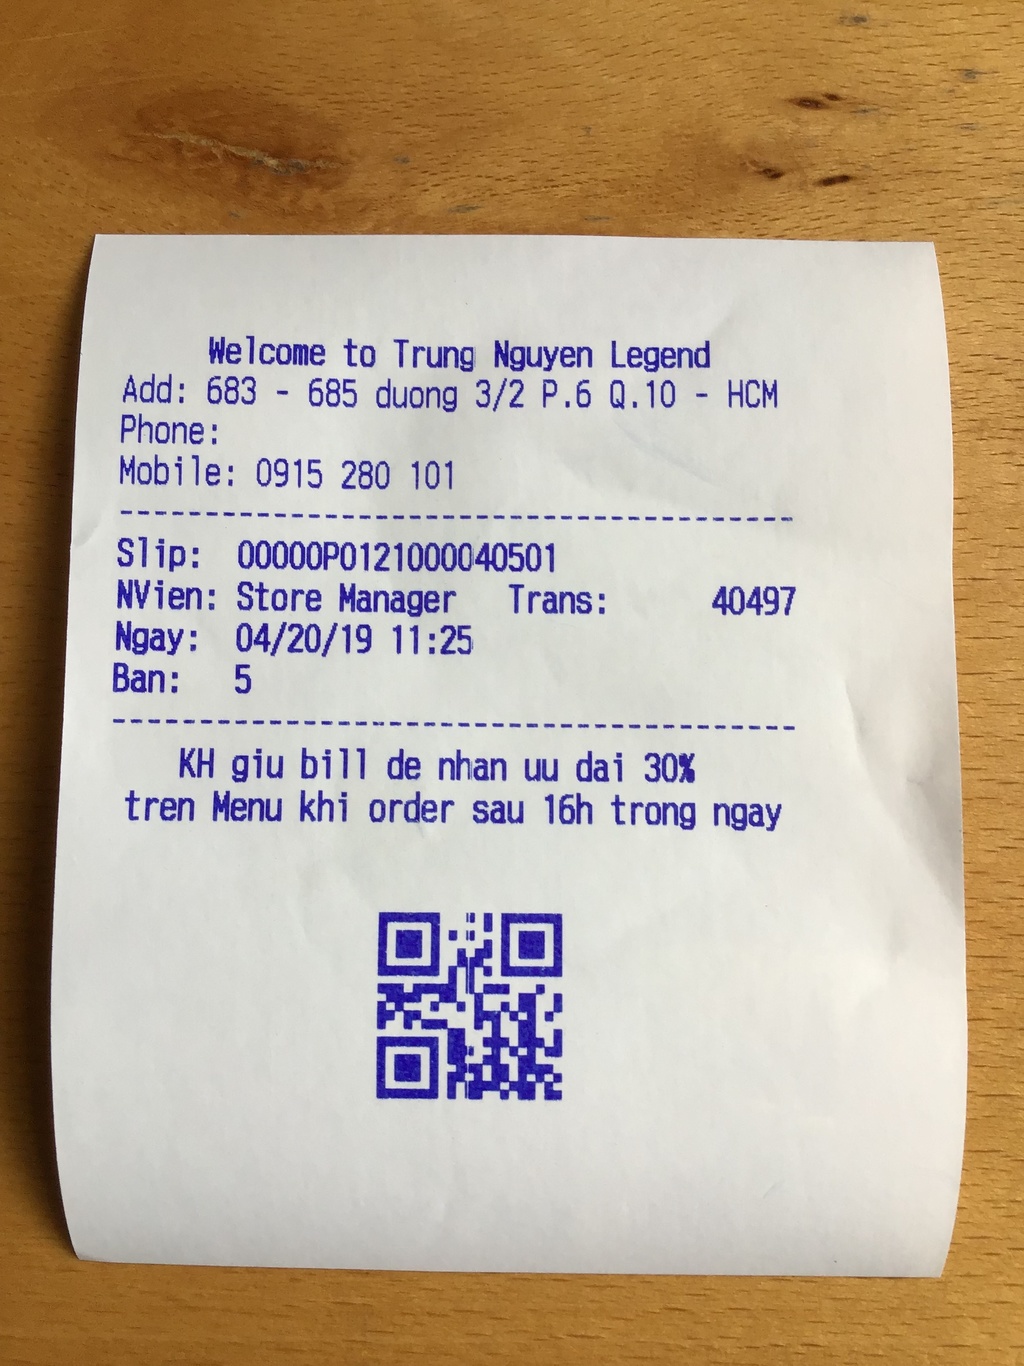 Welcome to Trung Nguyen Legend
Add: 683 - 685 duong 3/2 P.6 Q.10 - HCM
Phone:
Mobile: 0915 280 101
Slip: 00000P0121000040501
NVien: Store Manager Trans: 40497
Ngay: 04/20/19 11:25
Ban: 5
KH giu bill de nhan uu dai 30%
tren Menu khi order sau 16h trong ngay